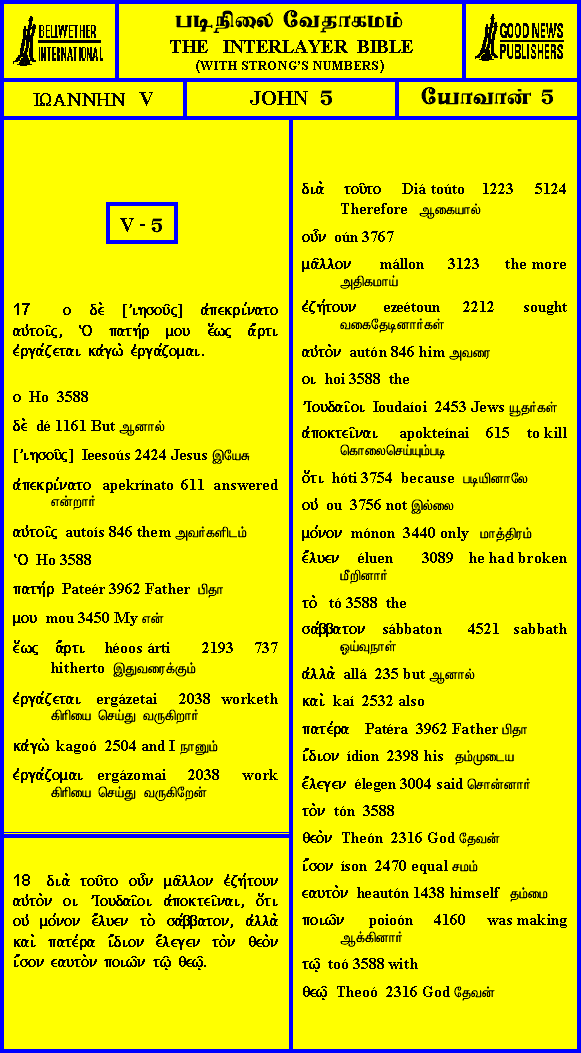 BELLWETHER
INTERNATIONAL
படிநிலை வேதாகமம்
THE INTERLAYER BIBLE
(WITH STRONG'S NUMBERS)
GOOD NEWS
PUBLISHERS
ΙΩΑΝΝΗΝ V
JOHN 5
யோவான் 5
V - 5
17 ο δὲ [Ἰησοῦς] ἀπεκρίνατο
αὐτοῖς, Ὁ πατήρ μου ἕως ἄρτι
ἐργάζεται κἀγὼ ἐργάζομαι.
ο Ho 3588
δὲ dé 1161 But ஆனால்
[Ἰησοῦς] Ieesoús 2424 Jesus இயேசு
ἀπεκρίνατο apekrínato 611 answered
என்றார்
αὐτοῖς autoís 846 them அவர்களிடம்
Ὁ Ho 3588
πατήρ Pateér 3962 Father பிதா
μου mou 3450 My என்
ἕως ἄρτι héoos árti 2193 737
hitherto இதுவரைக்கும்
ἐργάζεται ergázetai 2038 worketh
கிரியை செய்து வருகிறார்
κἀγὼ kagoó 2504 and I நானும்
ἐργάζομαι ergázomai 2038 work
கிரியை செய்து வருகிறேன்
18 διὰ τοῦτο οὖν μᾶλλον ἐζήτουν
αὐτὸν οι Ἰουδαῖοι ἀποκτεῖναι, ὅτι
οὐ μόνον ἔλυεν τὸ σάββατον, ἀλλὰ
καὶ πατέρα ἴδιον ἔλεγεν τὸν θεὸν
ἴσον εαυτὸν ποιῶν τῷ θεῷ.
διὰ τοῦτο Diá toúto 1223 5124
Therefore ஆகையால்
οὖν oún 3767
μᾶλλον mállon 3123 the more
அதிகமாய்
ἐζήτουν ezeétoun 2212 sought
வகைதேடினார்கள்
αὐτὸν autón 846 him அவரை
οι hoi 3588 the
Ἰουδαῖοι Ioudaíoi 2453 Jews யூதர்கள்
ἀποκτεῖναι apokteínai 615 to kill
கொலைசெய்யும்படி
ὅτι hóti 3754 because படியினாலே
οὐ ou 3756 not இல்லை
μόνον mónon 3440 only மாத்திரம்
ἔλυεν éluen 3089 he had broken
மீறினார்
τὸ tó 3588 the
σάββατον sábbaton 4521 sabbath
ஓய்வுநாள்
ἀλλὰ allá 235 but ஆனால்
καὶ kaí 2532 also
πατέρα Patéra 3962 Father பிதா
ἴδιον ídion 2398 his தம்முடைய
ἔλεγεν élegen 3004 said சொன்னார்
τὸν tón 3588
θεὸν Theón 2316 God தேவன்
ἴσον íson 2470 equal சமம்
εαυτὸν heautón 1438 himself தம்மை
ποιῶν poioón 4160 was making
ஆக்கினார்
τῷ toó 3588 with
θεῷ Theoó 2316 God தேவன்